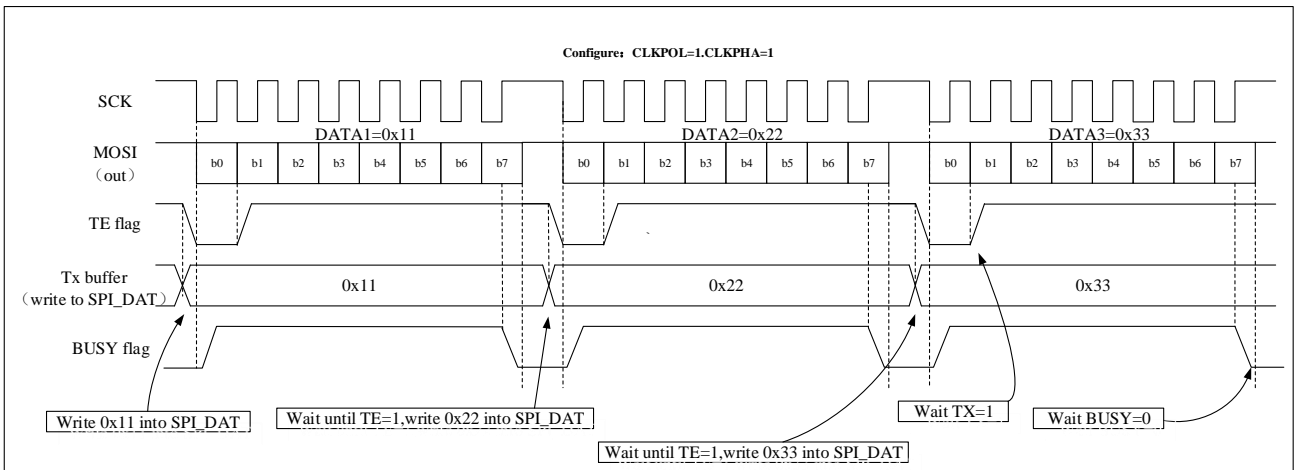 Configure：CLKPOL=1.CLKPHA=1
SCK
DATA1=0x11
DATA2=0x22
DATA3=0x33
MOSI
（out）
b0 b1 b2 b3 b4 b5 b6 b7
b0 b1 b2 b3 b4 b5 b6 b7
b0 b1 b2 b3 b4 b5 b6 b7
TE flag
Tx buffer
（write to SPI_DAT）
0x11
0x22
0x33
BUSY flag
Write 0x11 into SPI_DAT
Wait until TE=1,write 0x22 into SPI_DAT
Wait until TE=1,write 0x33 into SPI_DAT
Wait TX=1
Wait BUSY=0